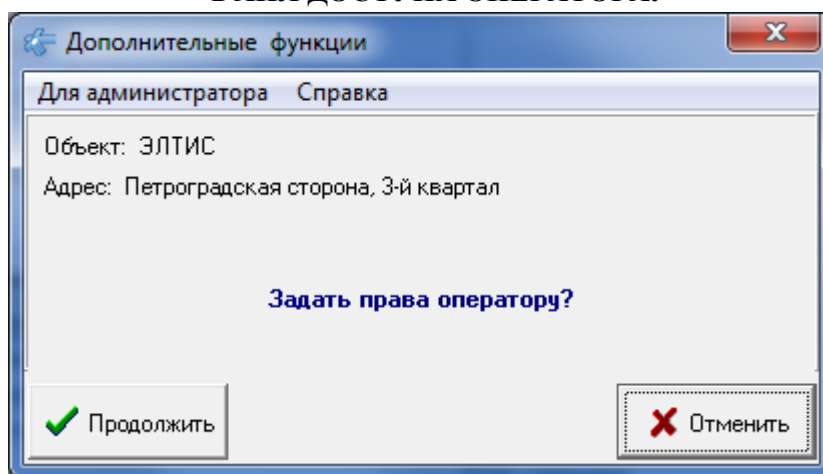 Дополнительные функции
Для администратора Справка
Объект: ЭЛТИС
Адрес: Петроградская сторона, 3-й квартал
Задать права оператору?
Продолжить Отменить